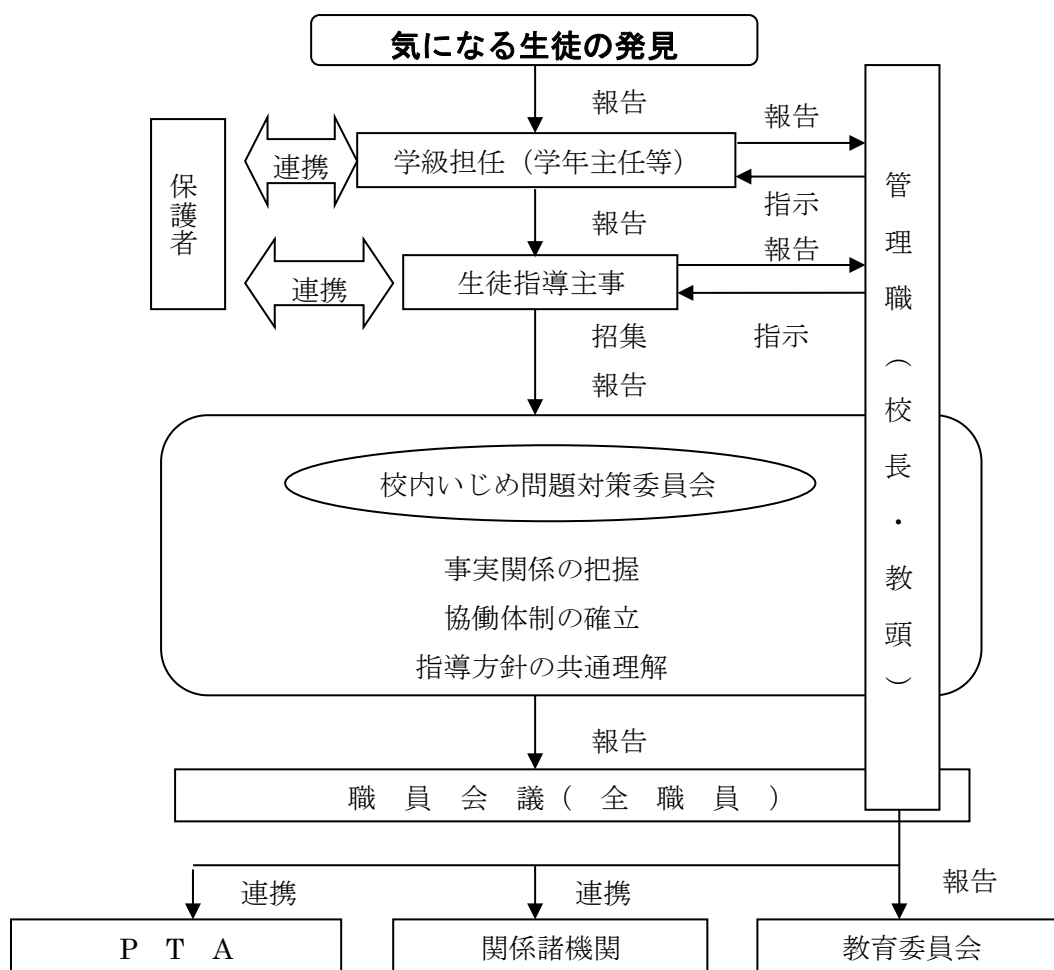 気になる生徒の発見
報告
報告
学級担任（学年主任等）
連携
保護者
指示
報告
報告
生徒指導主事
連携
招集
指示
報告
管理職（校長・教頭）
校内いじめ問題対策委員会
事実関係の把握
協働体制の確立
指導方針の共通理解
報告
職 員 会 議（ 全 職 員 ）
連携
連携
報告
Ｐ Ｔ Ａ
関係諸機関
教育委員会